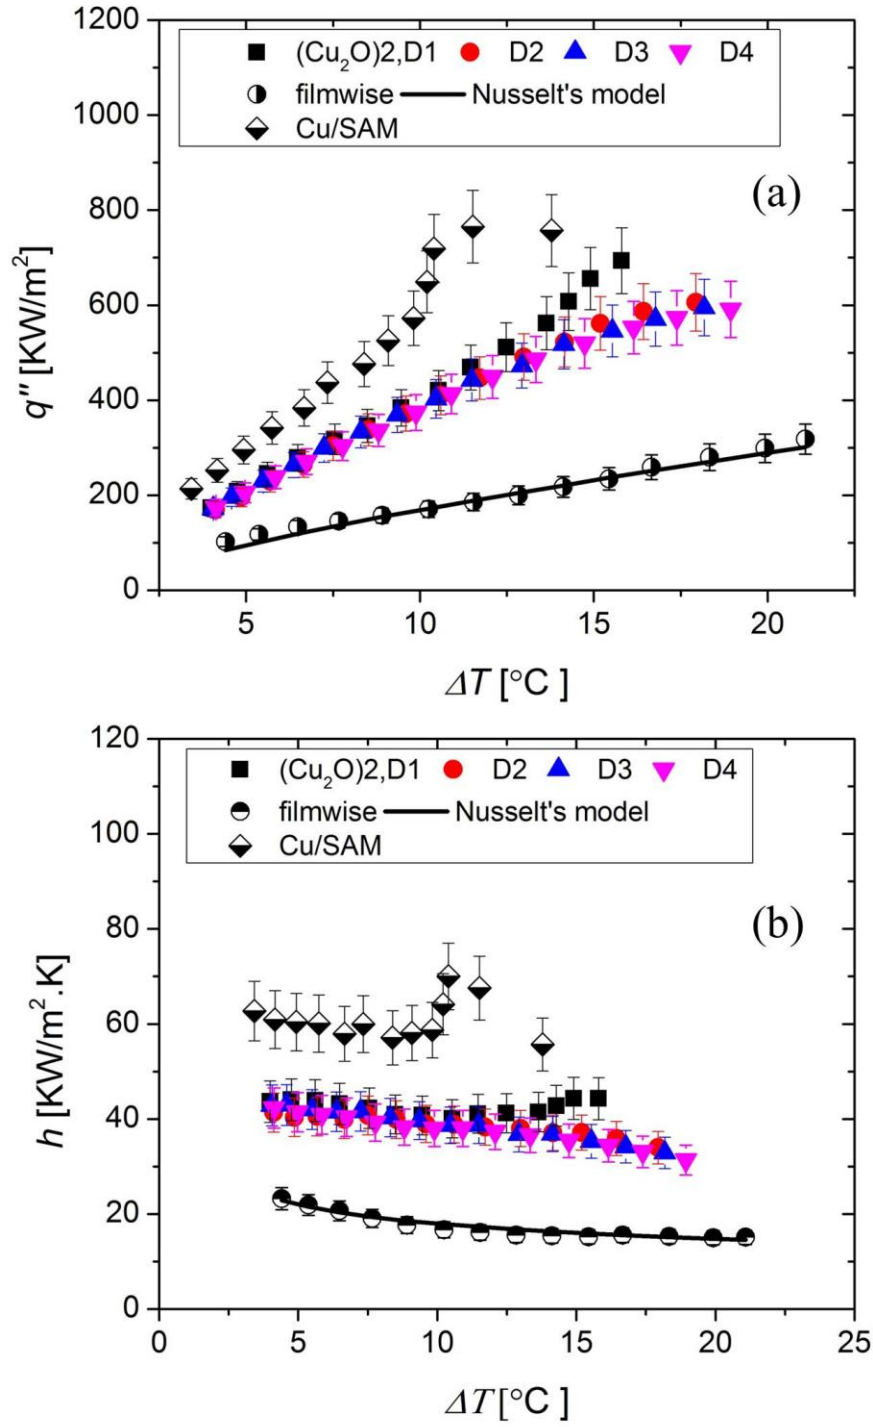 1200
1000
800
600
400
200
0
q" [KW/m²]
(Cu₂O)2,D1 D2 D3 D4
filmwise Nusselt's model
Cu/SAM
(a)
5 10 15 20
ΔT [°C ]
120
100
80
60
40
20
0
h [KW/m².K]
(Cu₂O)2,D1 D2 D3 D4
filmwise Nusselt's model
Cu/SAM
(b)
0 5 10 15 20 25
ΔT [°C ]